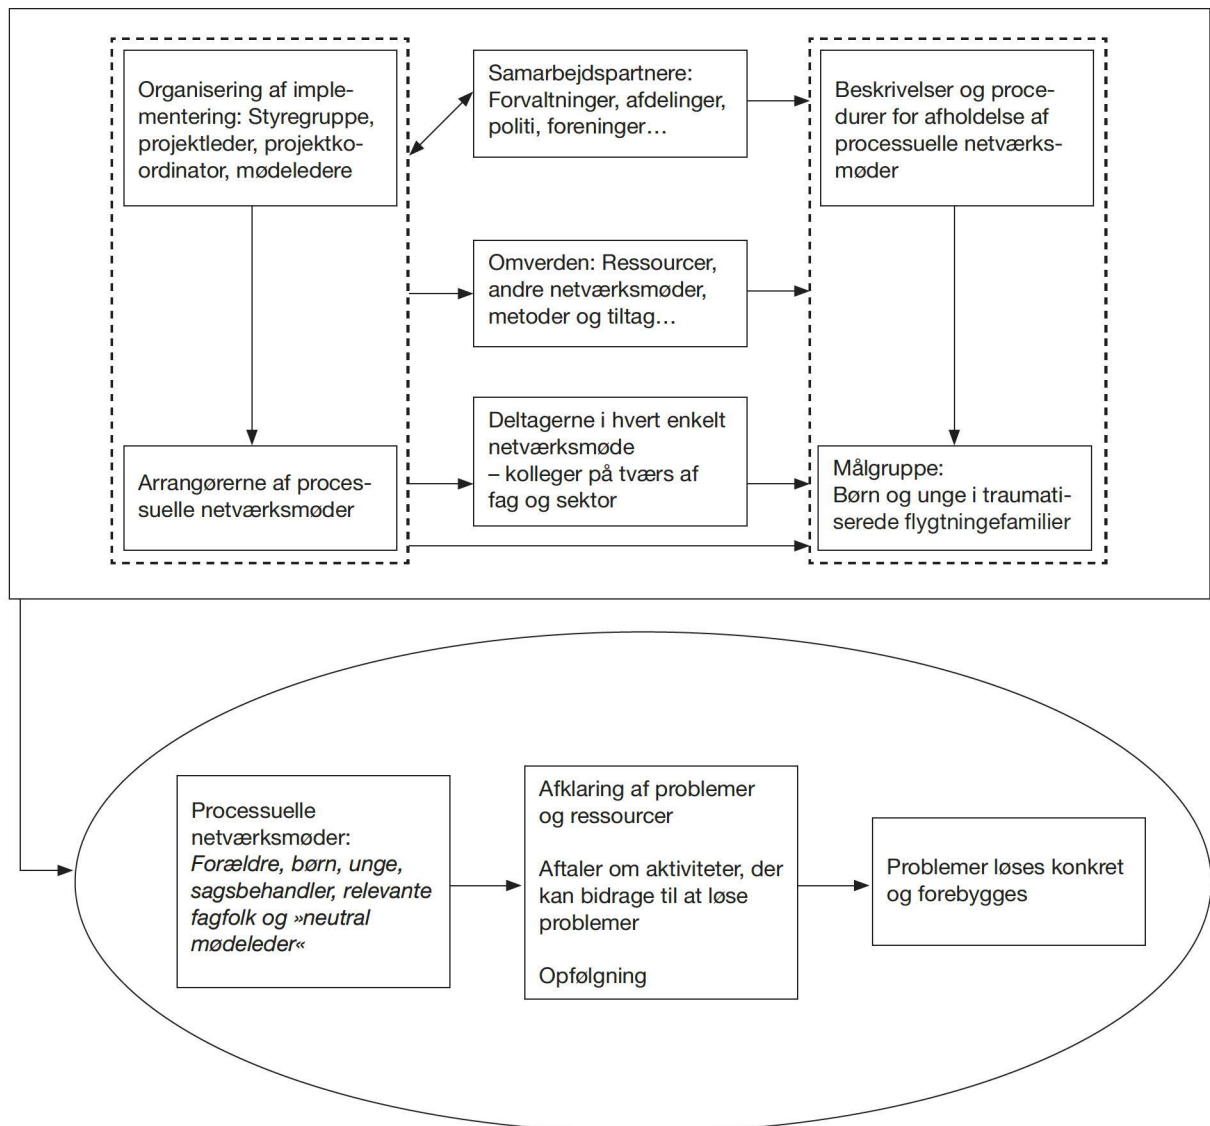 Organisering af imple-
mentering: Styregruppe,
projektleder, projektko-
ordinator, mødeledere
Samarbejdspartnere:
Forvaltninger, afdelinger,
politi, foreninger…
Beskrivelser og proce-
durer for afholdelse af
processuelle netværks-
møder
Omverden: Ressourcer,
andre netværksmøder,
metoder og tiltag…
Arrangørerne af proces-
suelle netværksmøder
Deltagerne i hvert enkelt
netværksmøde
– kolleger på tværs af
fag og sektor
Målgruppe:
Børn og unge i traumati-
serede flygtningefamilier
Processuelle
netværksmøder:
Forældre, børn, unge,
sagsbehandler, relevante
fagfolk og »neutral
mødeleder«
Afklaring af problemer
og ressourcer
Aftaler om aktiviteter, der
kan bidrage til at løse
problemer
Opfølgning
Problemer løses konkret
og forebygges